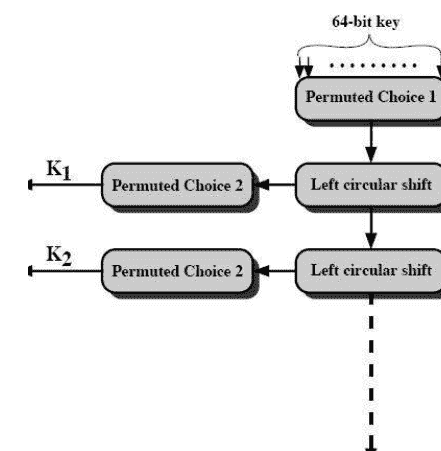 64-bit key
Permuted Choice 1
K1
Permuted Choice 2
Left circular shift
K2
Permuted Choice 2
Left circular shift